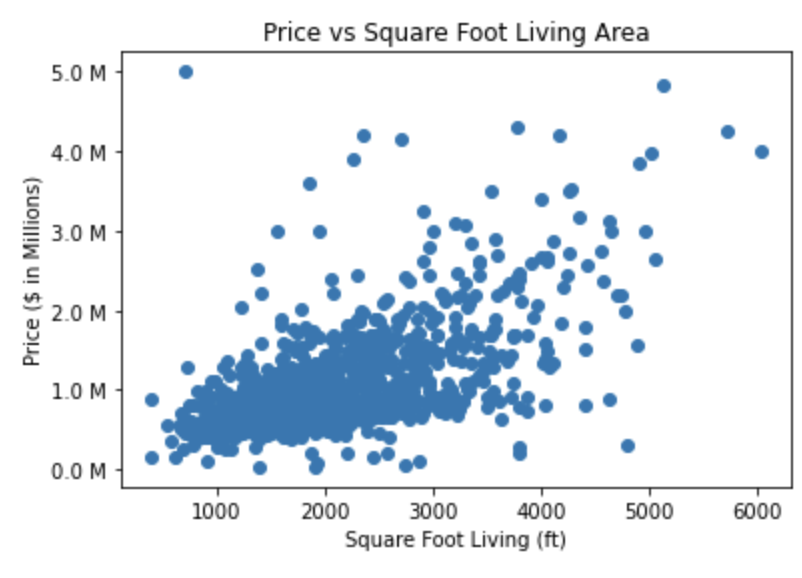 Price vs Square Foot Living Area
Price ($ in Millions)
5.0 M
4.0 M
3.0 M
2.0 M
1.0 M
0.0 M
1000 2000 3000 4000 5000 6000
Square Foot Living (ft)